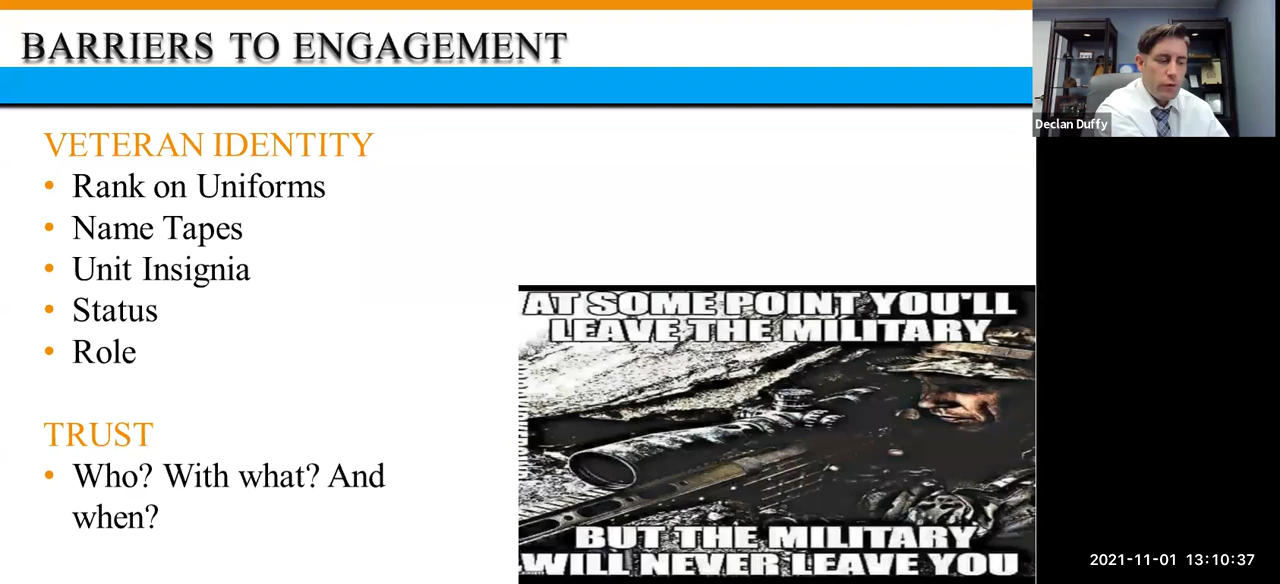 BARRIERS TO ENGAGEMENT
Declan Duffy
VETERAN IDENTITY
• Rank on Uniforms
• Name Tapes
• Unit Insignia
• Status
• Role
TRUST
• Who? With what? And
when?
AT SOME POINT YOU'LL
LEAVE THE MILITARY
BUT THE MILITARY
WILL NEVER LEAVE YOU
2021-11-01 13:10:37